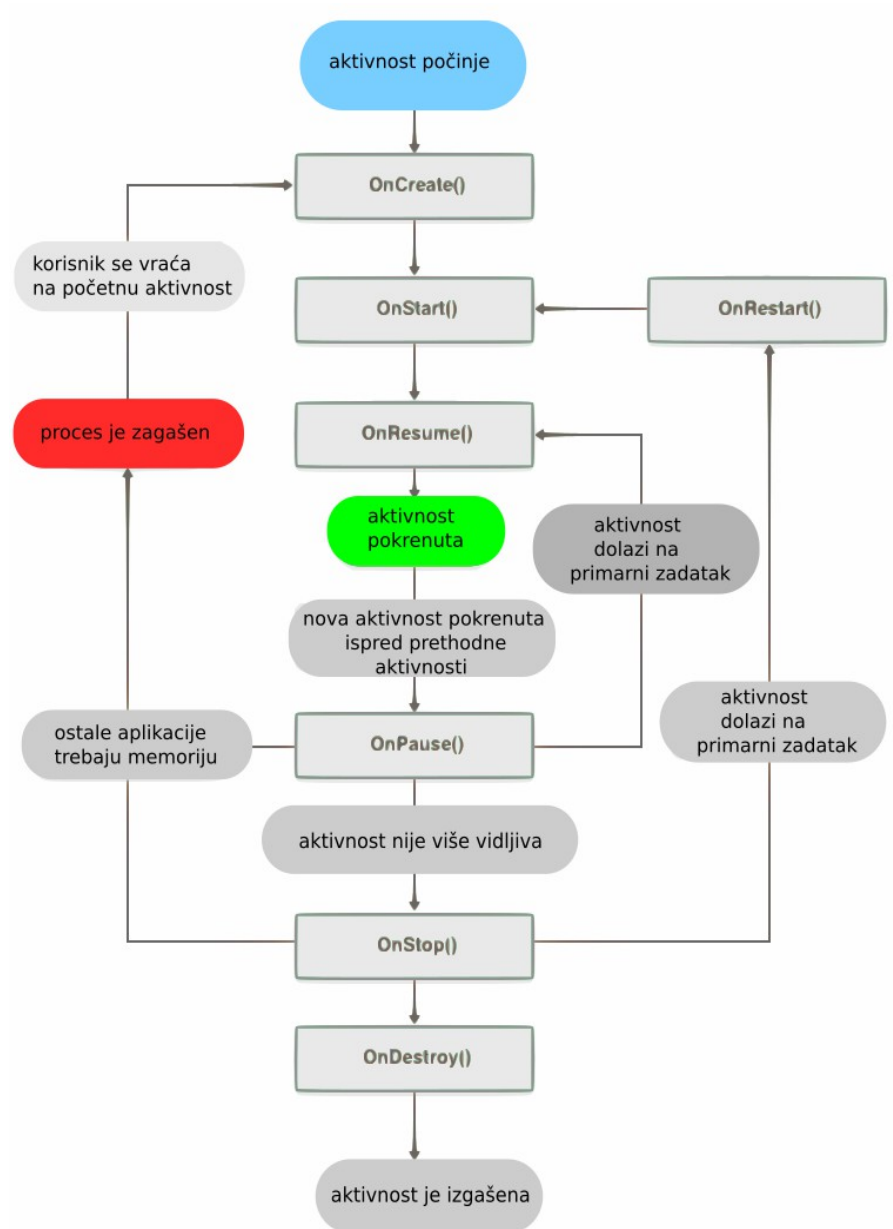 aktivnost počinje
OnCreate()
korisnik se vraća
na početnu aktivnost
OnStart()
OnRestart()
proces je zagašen
OnResume()
aktivnost
pokrenuta
aktivnost
dolazi na
primarni zadatak
nova aktivnost pokrenuta
ispred prethodne
aktivnosti
aktivnost
dolazi na
primarni zadatak
ostale aplikacije
trebaju memoriju
OnPause()
aktivnost nije više vidljiva
OnStop()
OnDestroy()
aktivnost je izgašena